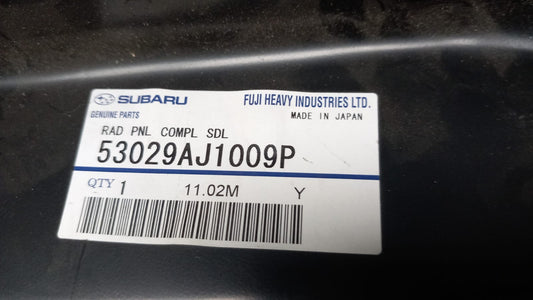 SUBARU FUJI HEAVY INDUSTRIES LTD.
GENUINE PARTS MADE IN JAPAN
RAD PNL COMPL SDL
53029AJ1009P
QTY 1 11.02M Y